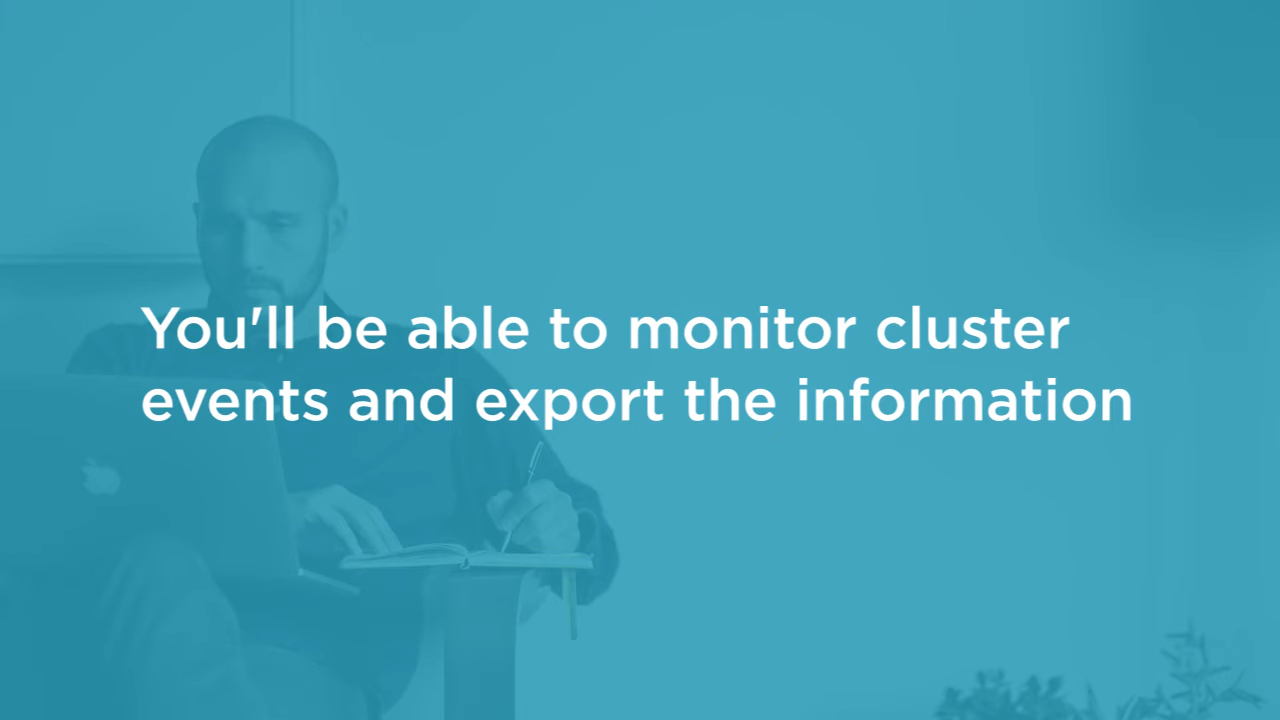 You'll be able to monitor cluster
events and export the information